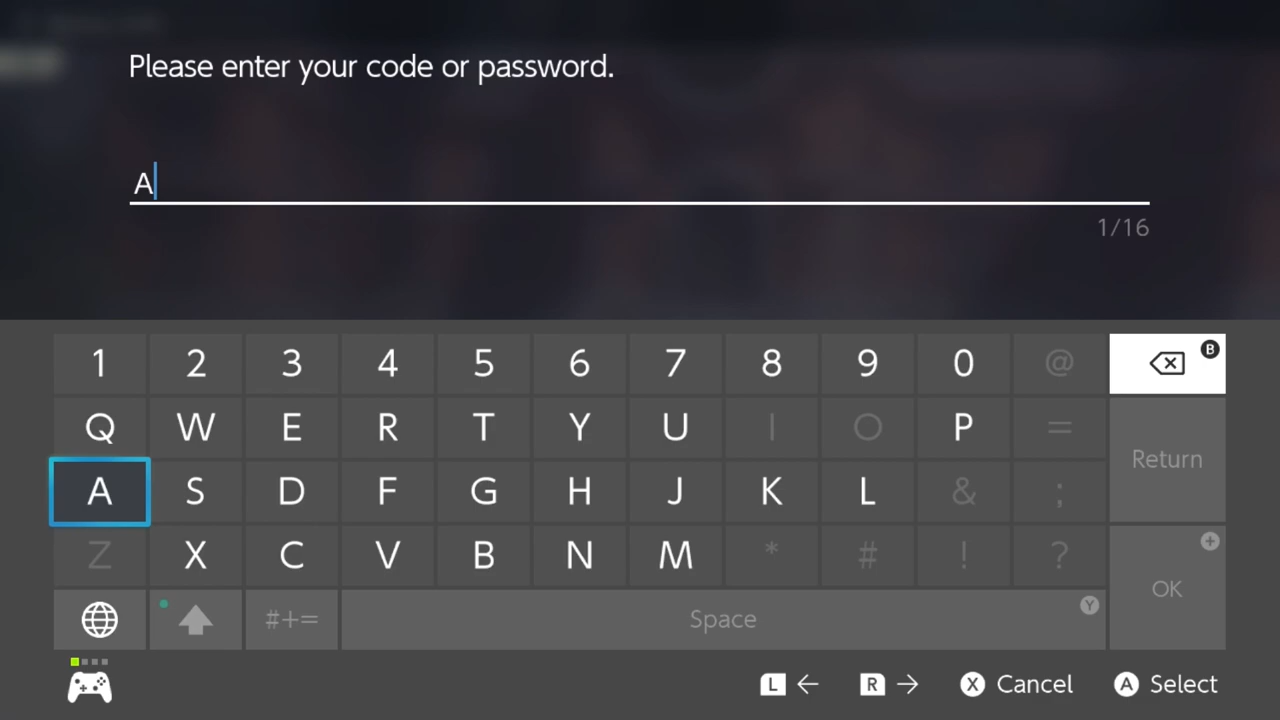 Please enter your code or password.
A
1/16
1 2 3 4 5 6 7 8 9 0 @ B
Q W E R T Y U I O P = Return
A S D F G H J K L & ;
Z X C V B N M * # ! ? +
#+= Space Y OK
L ← R → X Cancel A Select